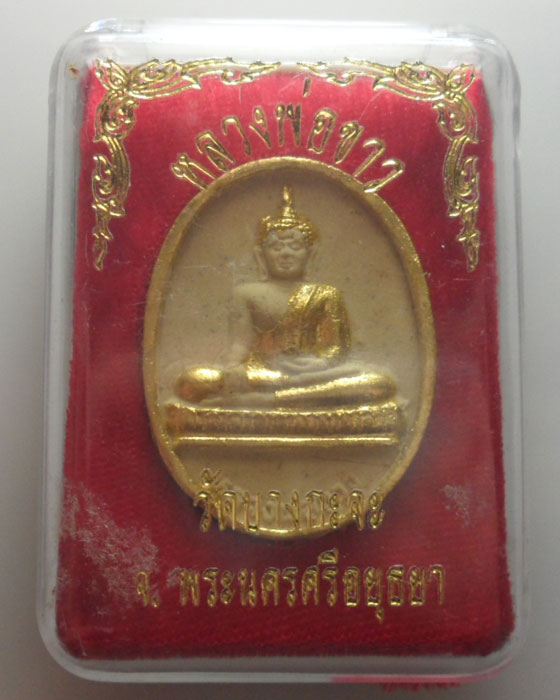 หลวงพ่อขาว
วัดบางกะจะ
จ. พระนครศรีอยุธยา